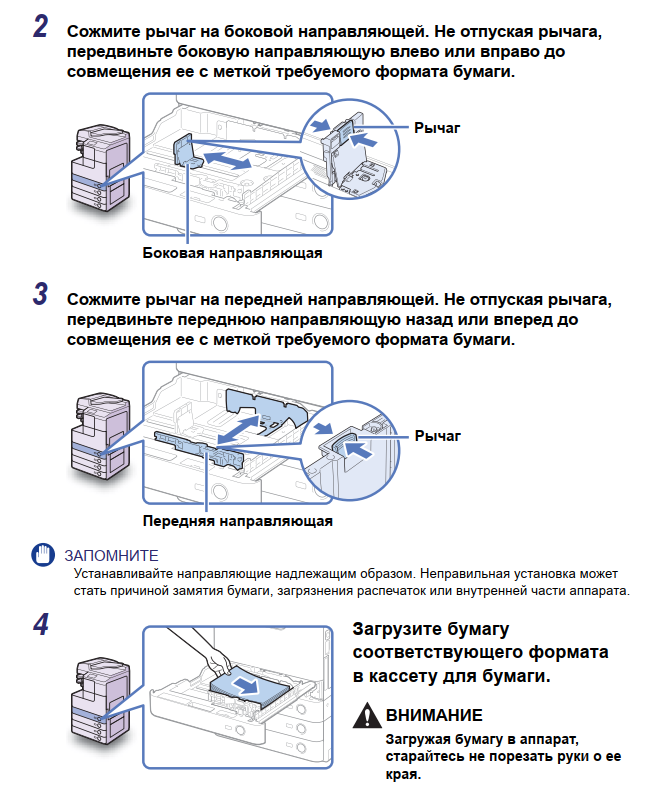 2
Сожмите рычаг на боковой направляющей. Не отпуская рычага,
передвиньте боковую направляющую влево или вправо до
совмещения ее с меткой требуемого формата бумаги.
Рычаг
Боковая направляющая
3
Сожмите рычаг на передней направляющей. Не отпуская рычага,
передвиньте переднюю направляющую назад или вперед до
совмещения ее с меткой требуемого формата бумаги.
Рычаг
Передняя направляющая
ЗАПОМНИТЕ
Устанавливайте направляющие надлежащим образом. Неправильная установка может
стать причиной замятия бумаги, загрязнения распечаток или внутренней части аппарата.
4
Загрузите бумагу
соответствующего формата
в кассету для бумаги.
ВНИМАНИЕ
Загружая бумагу в аппарат,
старайтесь не порезать руки о ее
края.